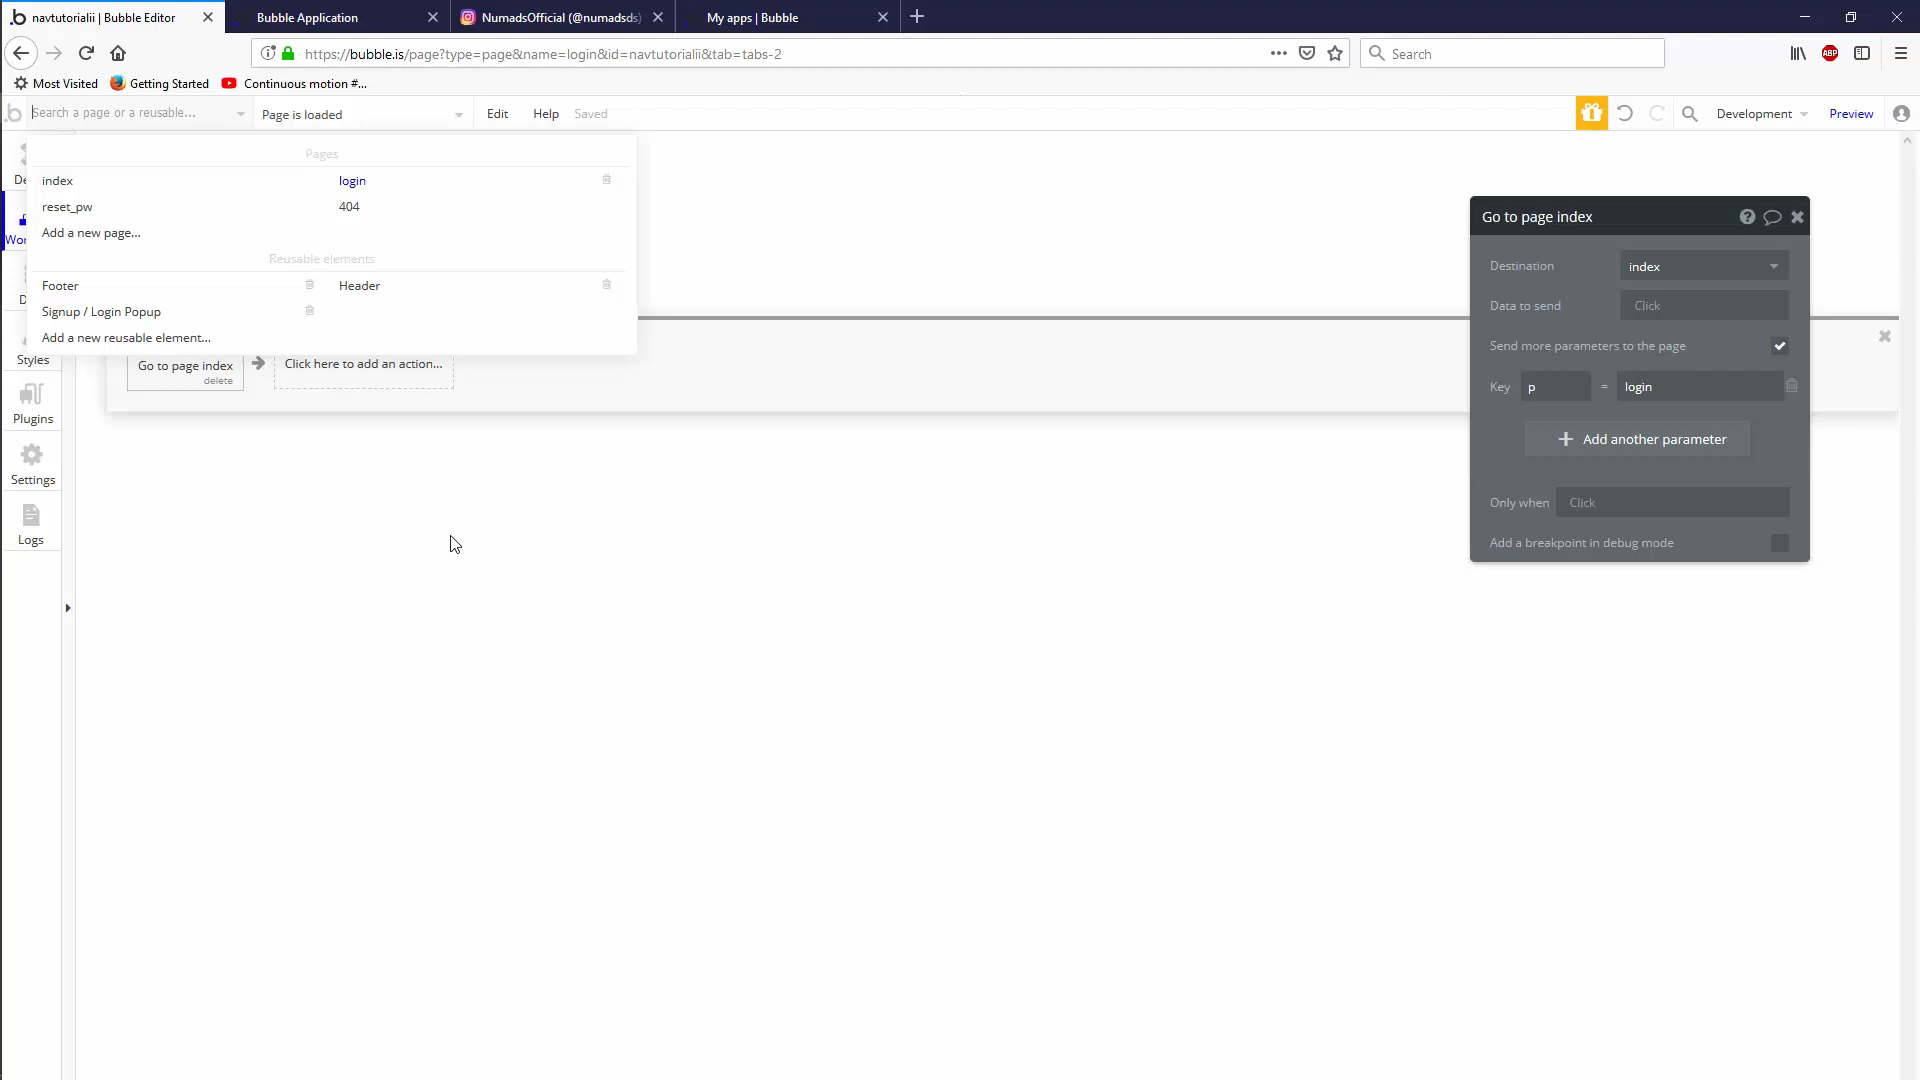 navtutorialii | Bubble Editor
Bubble Application
NumadsOfficial (@numadsds)
My apps | Bubble
https://bubble.is/page?type=page&name=login&id=navtutorialii&tab=tabs-2
Search
Most Visited
Getting Started
Continuous motion #...
Search a page or a reusable...
Page is loaded
Edit
Help
Saved
Development
Preview
Pages
index
login
reset_pw
404
Add a new page...
Reusable elements
Footer
Header
Signup / Login Popup
Add a new reusable element...
Styles
Plugins
Settings
Logs
Go to page index
delete
Click here to add an action...
Go to page index
Destination
index
Data to send
Click
Send more parameters to the page
Key
p
=
login
Add another parameter
Only when
Click
Add a breakpoint in debug mode